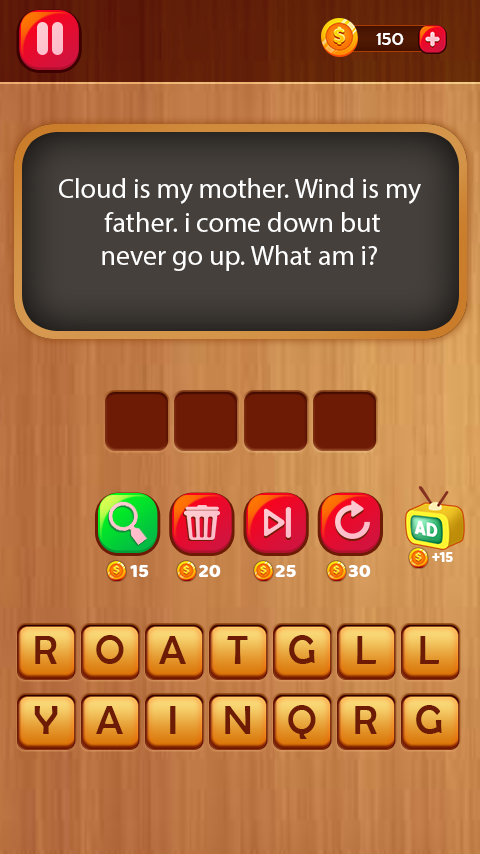 150
Cloud is my mother. Wind is my
father. i come down but
never go up. What am i?
AD
15 20 25 30 +15
R O A T G L L
Y A I N Q R G